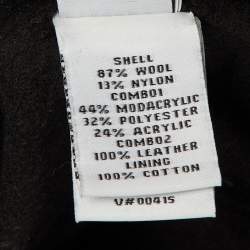 SHELL
87% WOOL
13% NYLON
COMBO1
44% MODACRYLIC
32% POLYESTER
24% ACRYLIC
COMBO2
100% LEATHER
LINING
100% COTTON
V#00415